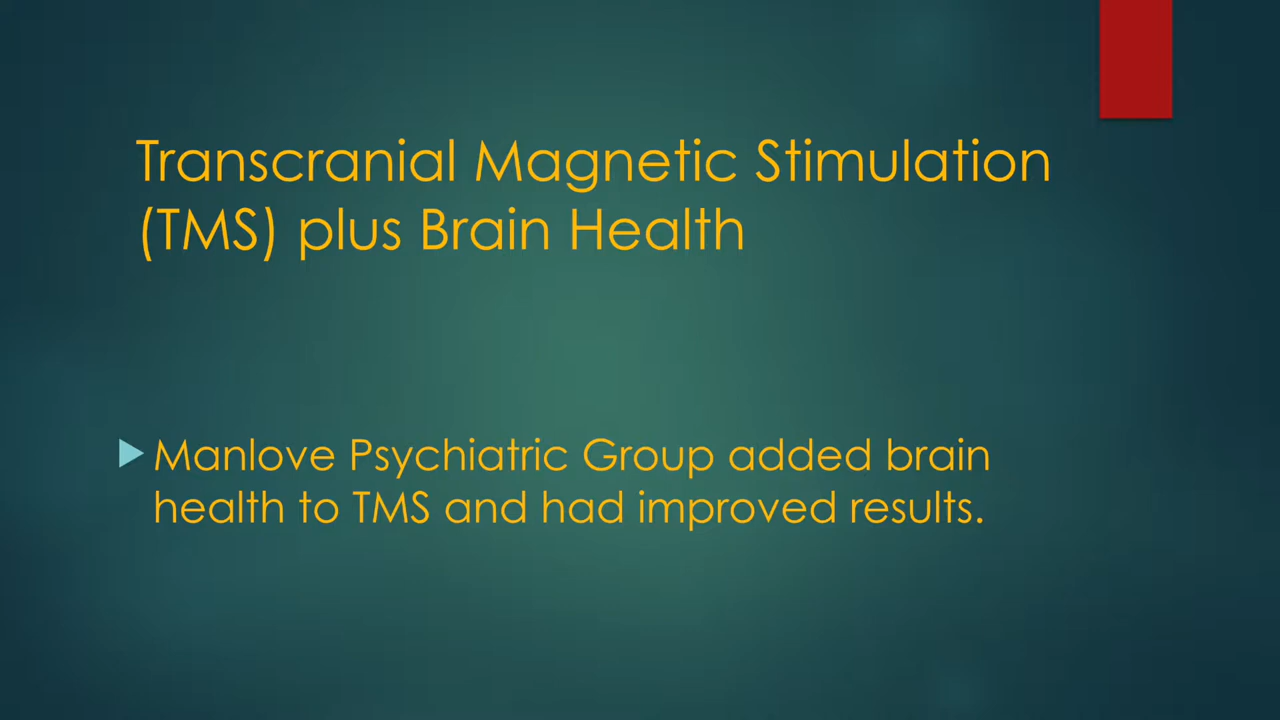 Transcranial Magnetic Stimulation
(TMS) plus Brain Health
Manlove Psychiatric Group added brain
health to TMS and had improved results.